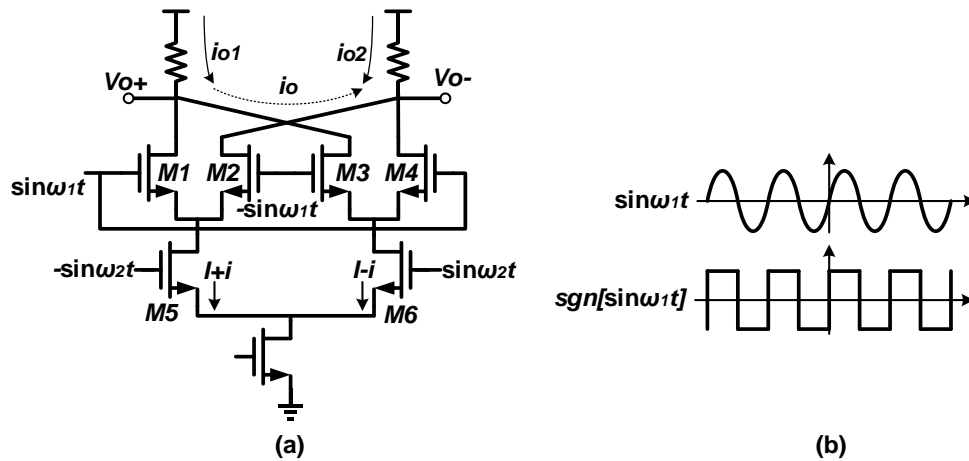 io1
io2
Vo+
io
Vo-
M1
M2
M3
M4
sinω1t
-sinω1t
-sinω2t
I+i
I-i
sinω2t
M5
M6
(a)
sinω1t
sgn[sinω1t]
(b)